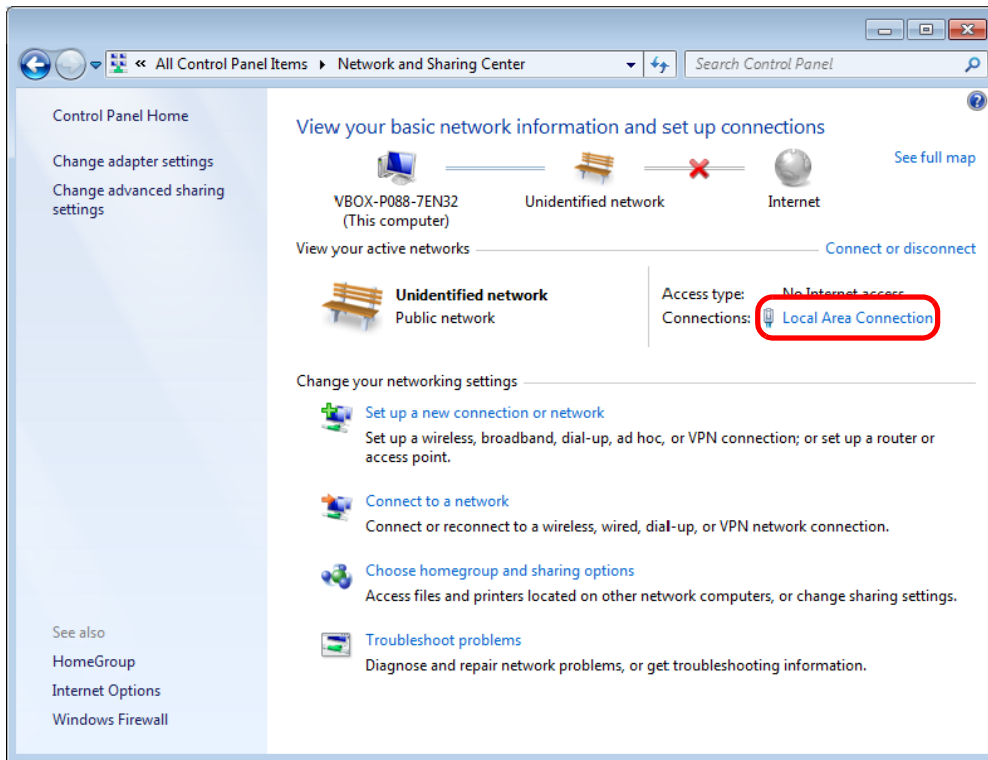 « All Control Panel Items ▸ Network and Sharing Center
Search Control Panel
Control Panel Home
Change adapter settings
Change advanced sharing
settings
See also
HomeGroup
Internet Options
Windows Firewall
View your basic network information and set up connections
See full map
VBOX-P088-7EN32
(This computer)
Unidentified network
Internet
View your active networks
Connect or disconnect
Unidentified network
Public network
Access type: No Internet access
Connections: Local Area Connection
Change your networking settings
Set up a new connection or network
Set up a wireless, broadband, dial-up, ad hoc, or VPN connection; or set up a router or
access point.
Connect to a network
Connect or reconnect to a wireless, wired, dial-up, or VPN network connection.
Choose homegroup and sharing options
Access files and printers located on other network computers, or change sharing settings.
Troubleshoot problems
Diagnose and repair network problems, or get troubleshooting information.